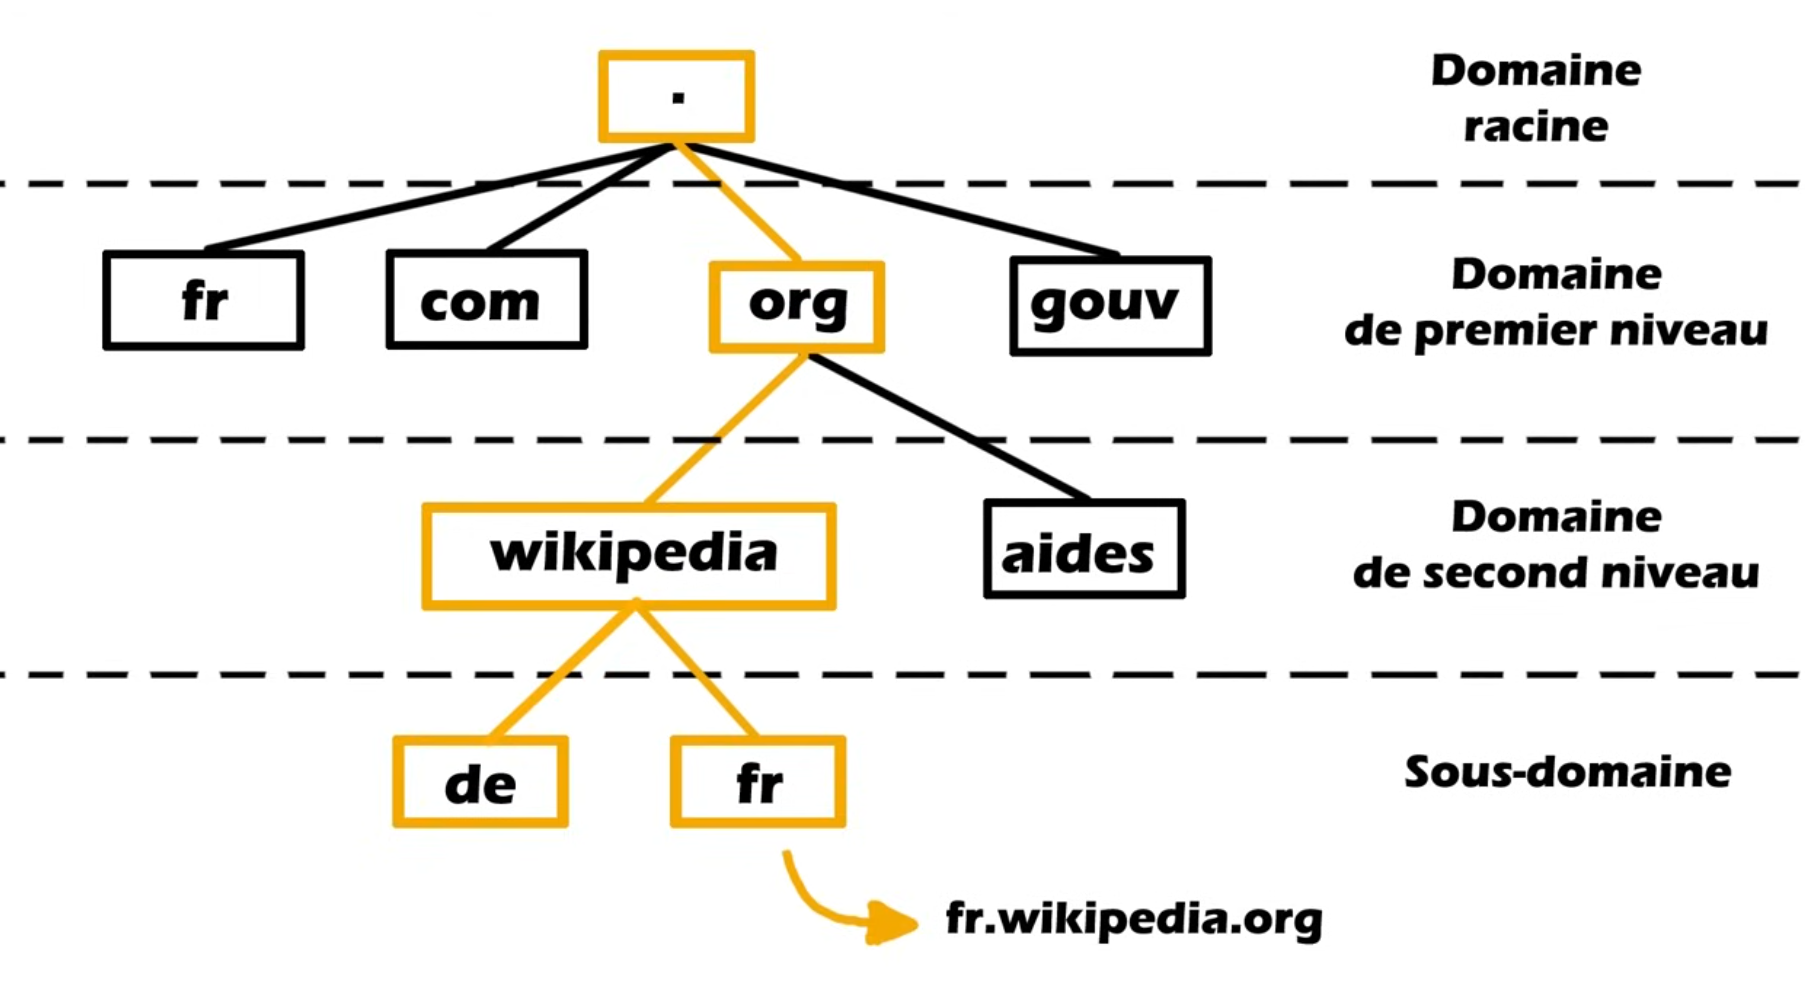 .
Domaine
racine
fr
com
org
gouv
Domaine
de premier niveau
wikipedia
aides
Domaine
de second niveau
de
fr
Sous-domaine
fr.wikipedia.org